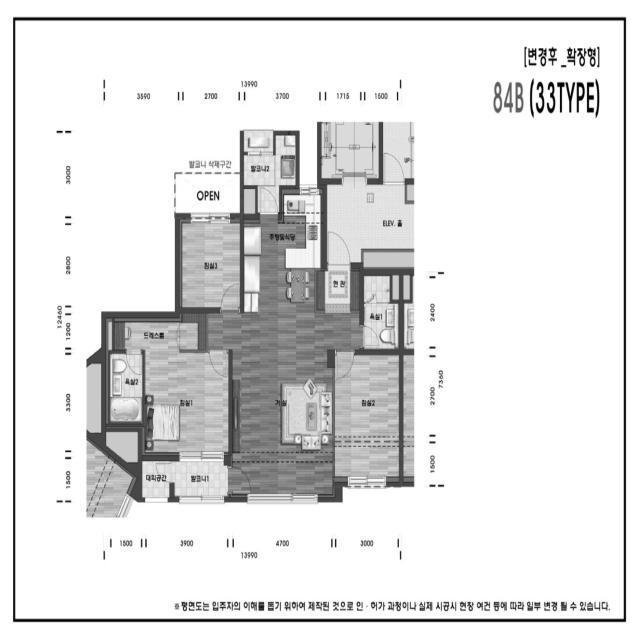 [변경후 _확장형]
84B (33TYPE)
13990
3590 2700 3700 1715 1500
발코니 삭제구간
OPEN
발코니2
UP
ELEV. 홀
주방및식당
침실3
현관
욕실1
드레스룸
욕실2
침실1
거실
침실2
대피공간
발코니1
3000
2800
12460
1200
3300
1500
2400
7360
2700
1500
1500 3900 4700 3000
13990
※ 평면도는 입주자의 이해를 돕기 위하여 제작된 것으로 인 · 허가 과정이나 실제 시공시 현장 여건 등에 따라 일부 변경 될 수 있습니다.